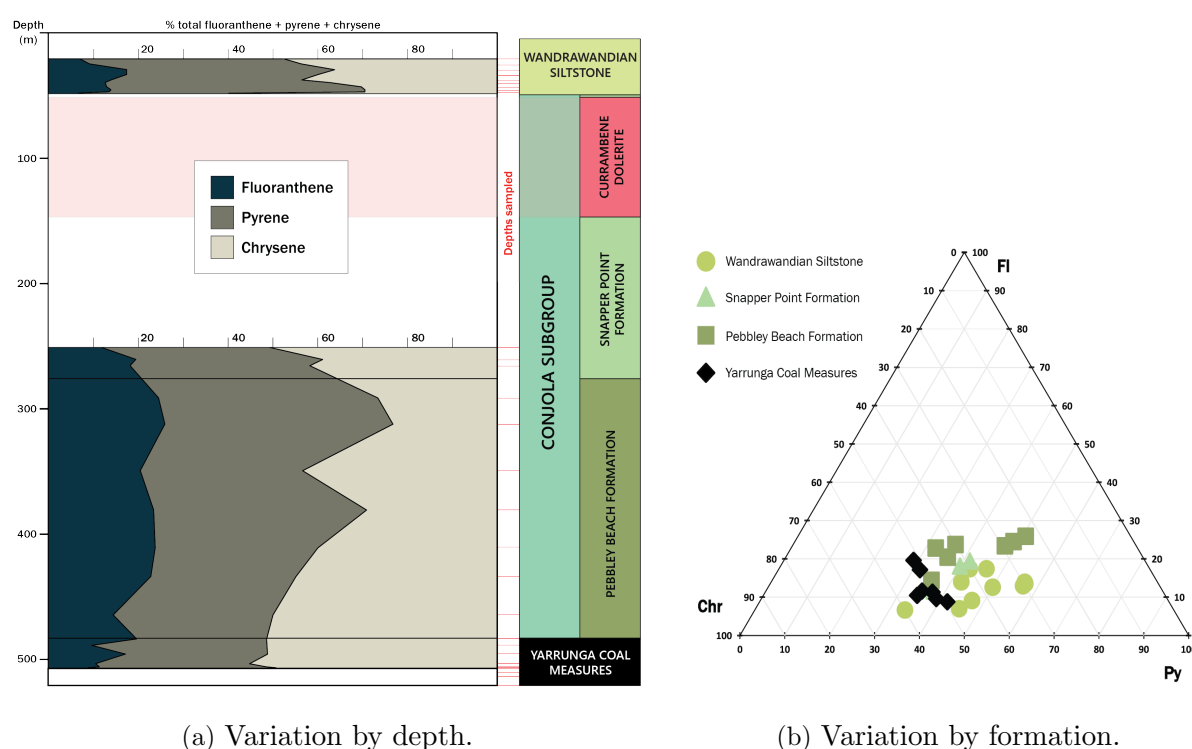 Depth
(m)
% total fluoranthene + pyrene + chrysene
20 40 60 80
100
200
300
400
500
Fluoranthene
Pyrene
Chrysene
20 40 60 80
Depths sampled
WANDRAWANDIAN
SILTSTONE
CONJOLA SUBGROUP
CURRAMBENE
DOLERITE
SNAPPER POINT
FORMATION
PEBBLEY BEACH FORMATION
YARRUNGA COAL
MEASURES
(a) Variation by depth.
Wandrawandian Siltstone
Snapper Point Formation
Pebbley Beach Formation
Yarrunga Coal Measures
0 100
Fl
10 90
20 80
30 70
40 60
50 50
60 40
70 30
80 20
90 10
Chr
100
0 10 20 30 40 50 60 70 80 90 100
Py
(b) Variation by formation.